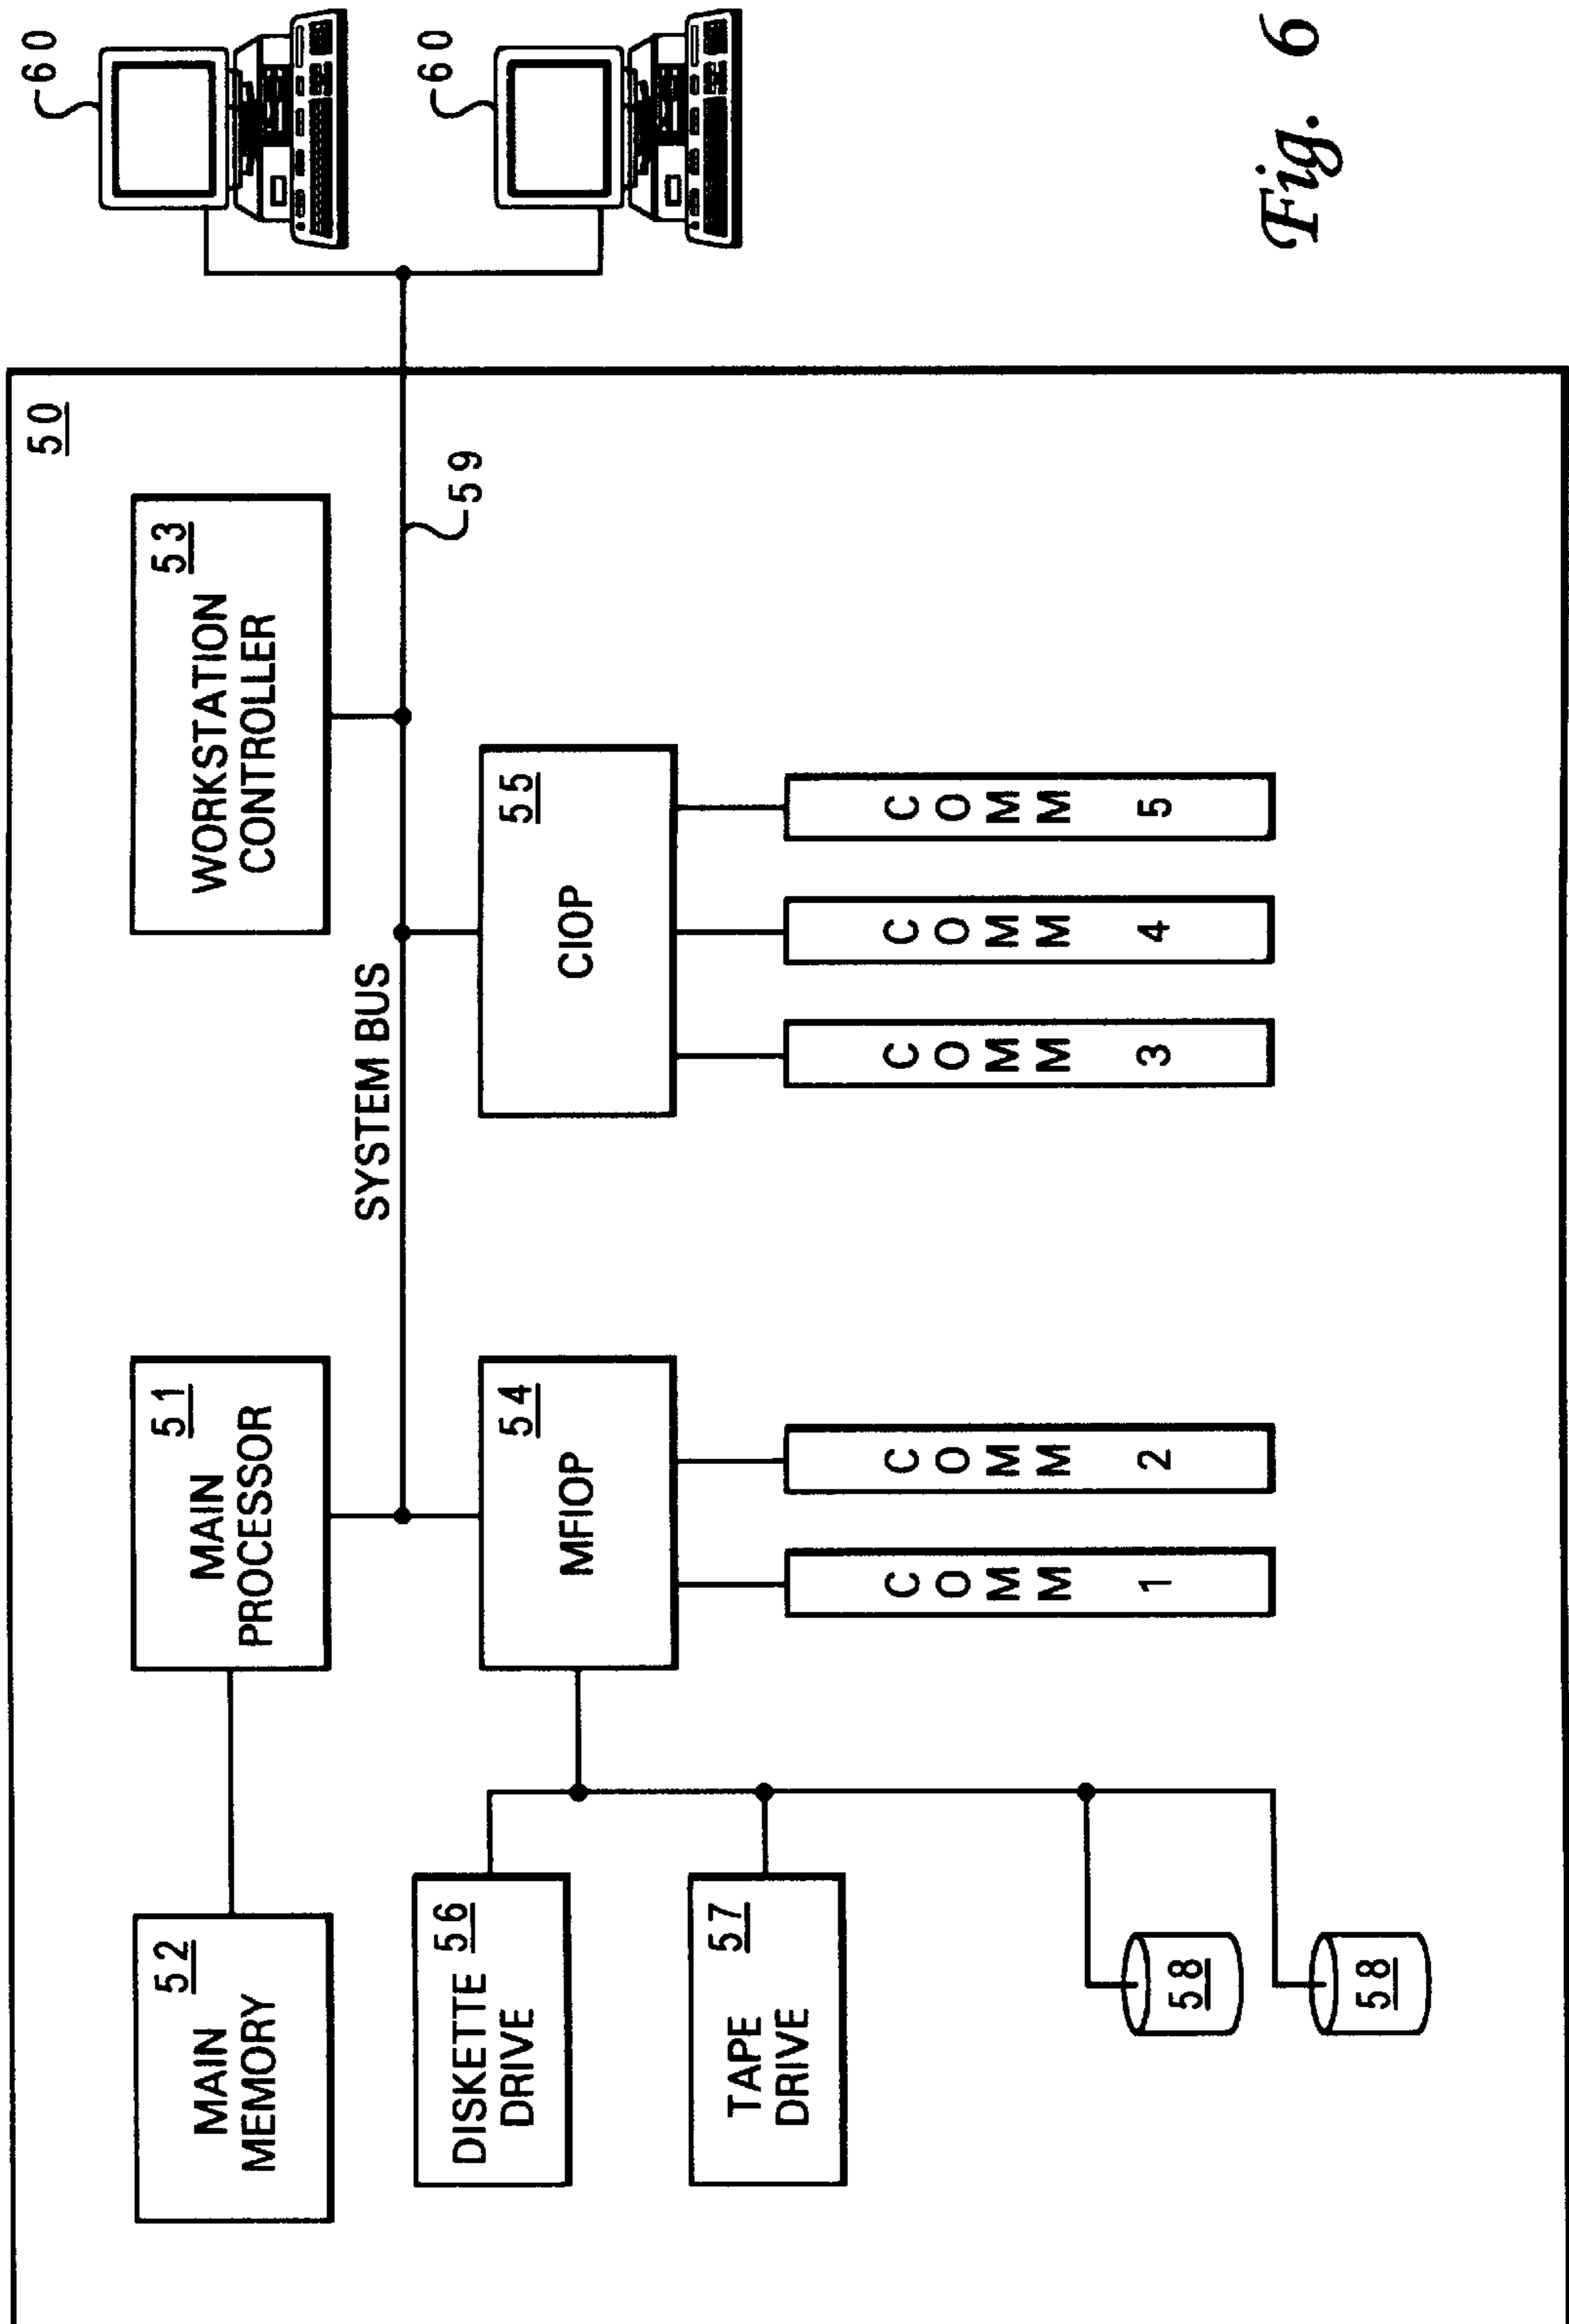 50
MAIN
MEMORY
52
MAIN
PROCESSOR
51
WORKSTATION
CONTROLLER
53
60
SYSTEM BUS
59
60
DISKETTE
DRIVE
56
MFIOP
54
CIOP
55
TAPE
DRIVE
57
COMM 1
COMM 2
COMM 3
COMM 4
COMM 5
58
58
Fig. 6